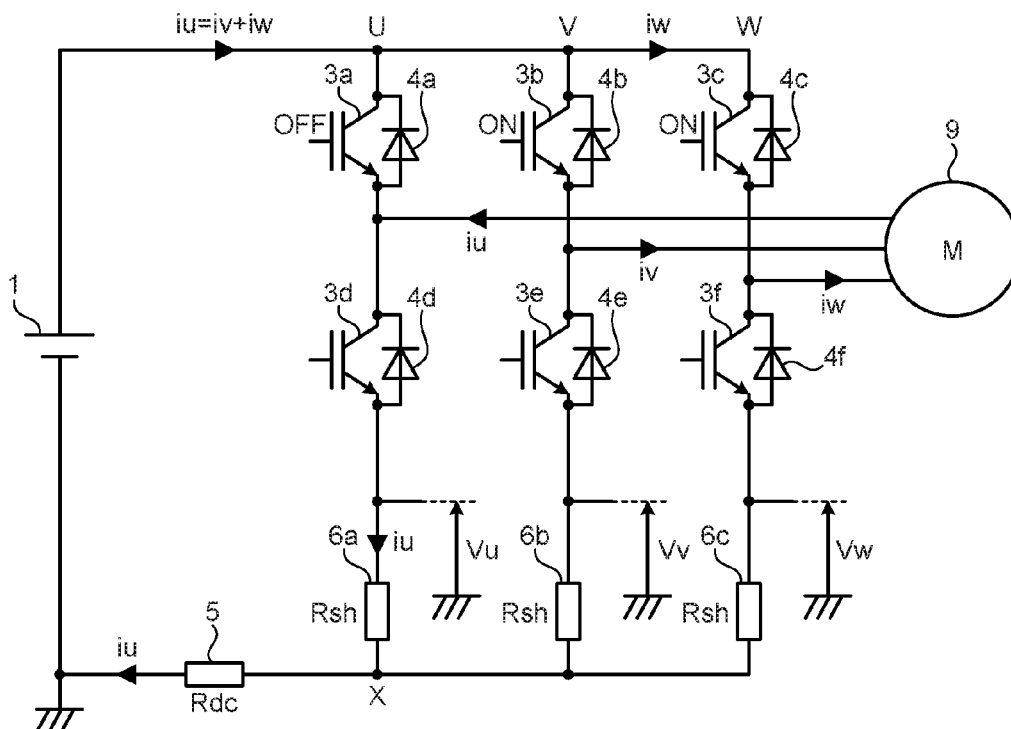 iu=iv+iw
U
V
iw
W
3a
4a
3b
4b
3c
4c
OFF
ON
ON
9
iu
iv
M
iw
1
3d
4d
3e
4e
3f
4f
6a
iu
Vu
6b
Vv
6c
Vw
Rsh
Rsh
Rsh
iu
5
Rdc
X